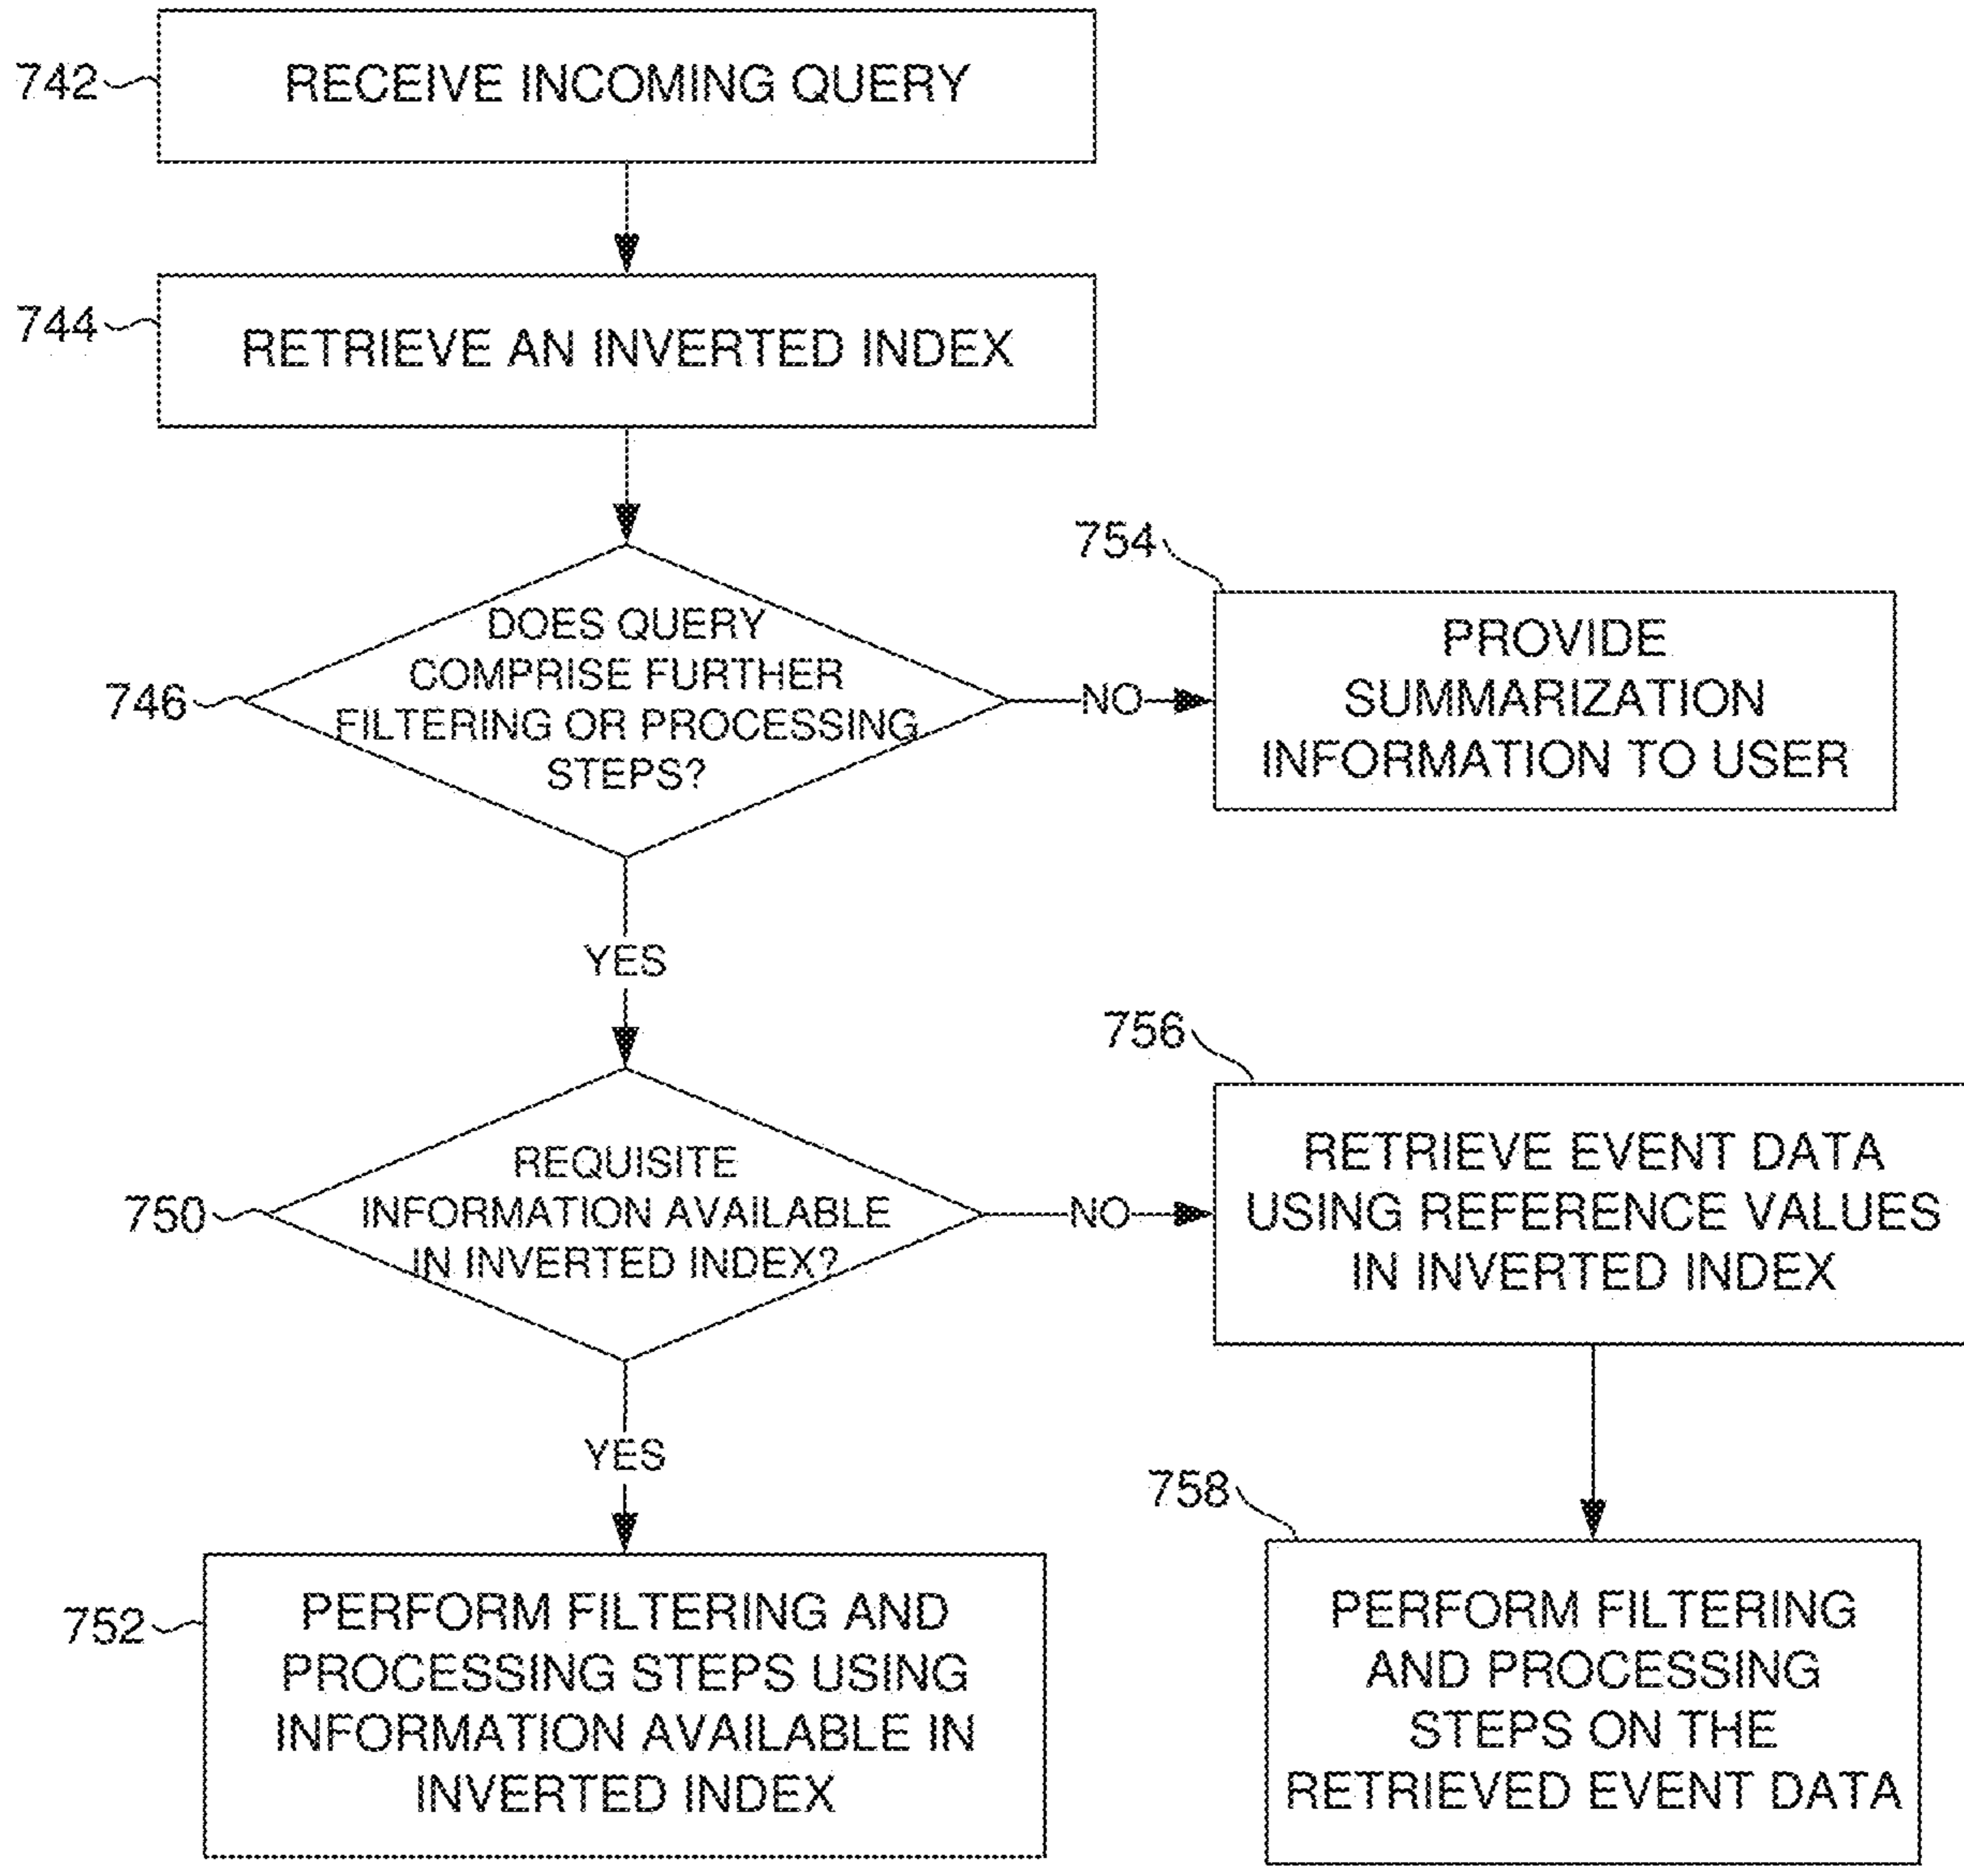 742
RECEIVE INCOMING QUERY
744
RETRIEVE AN INVERTED INDEX
746
DOES QUERY
COMPRISE FURTHER
FILTERING OR PROCESSING
STEPS?
NO
754
PROVIDE
SUMMARIZATION
INFORMATION TO USER
YES
750
REQUISITE
INFORMATION AVAILABLE
IN INVERTED INDEX?
NO
756
RETRIEVE EVENT DATA
USING REFERENCE VALUES
IN INVERTED INDEX
YES
752
PERFORM FILTERING AND
PROCESSING STEPS USING
INFORMATION AVAILABLE IN
INVERTED INDEX
758
PERFORM FILTERING
AND PROCESSING
STEPS ON THE
RETRIEVED EVENT DATA